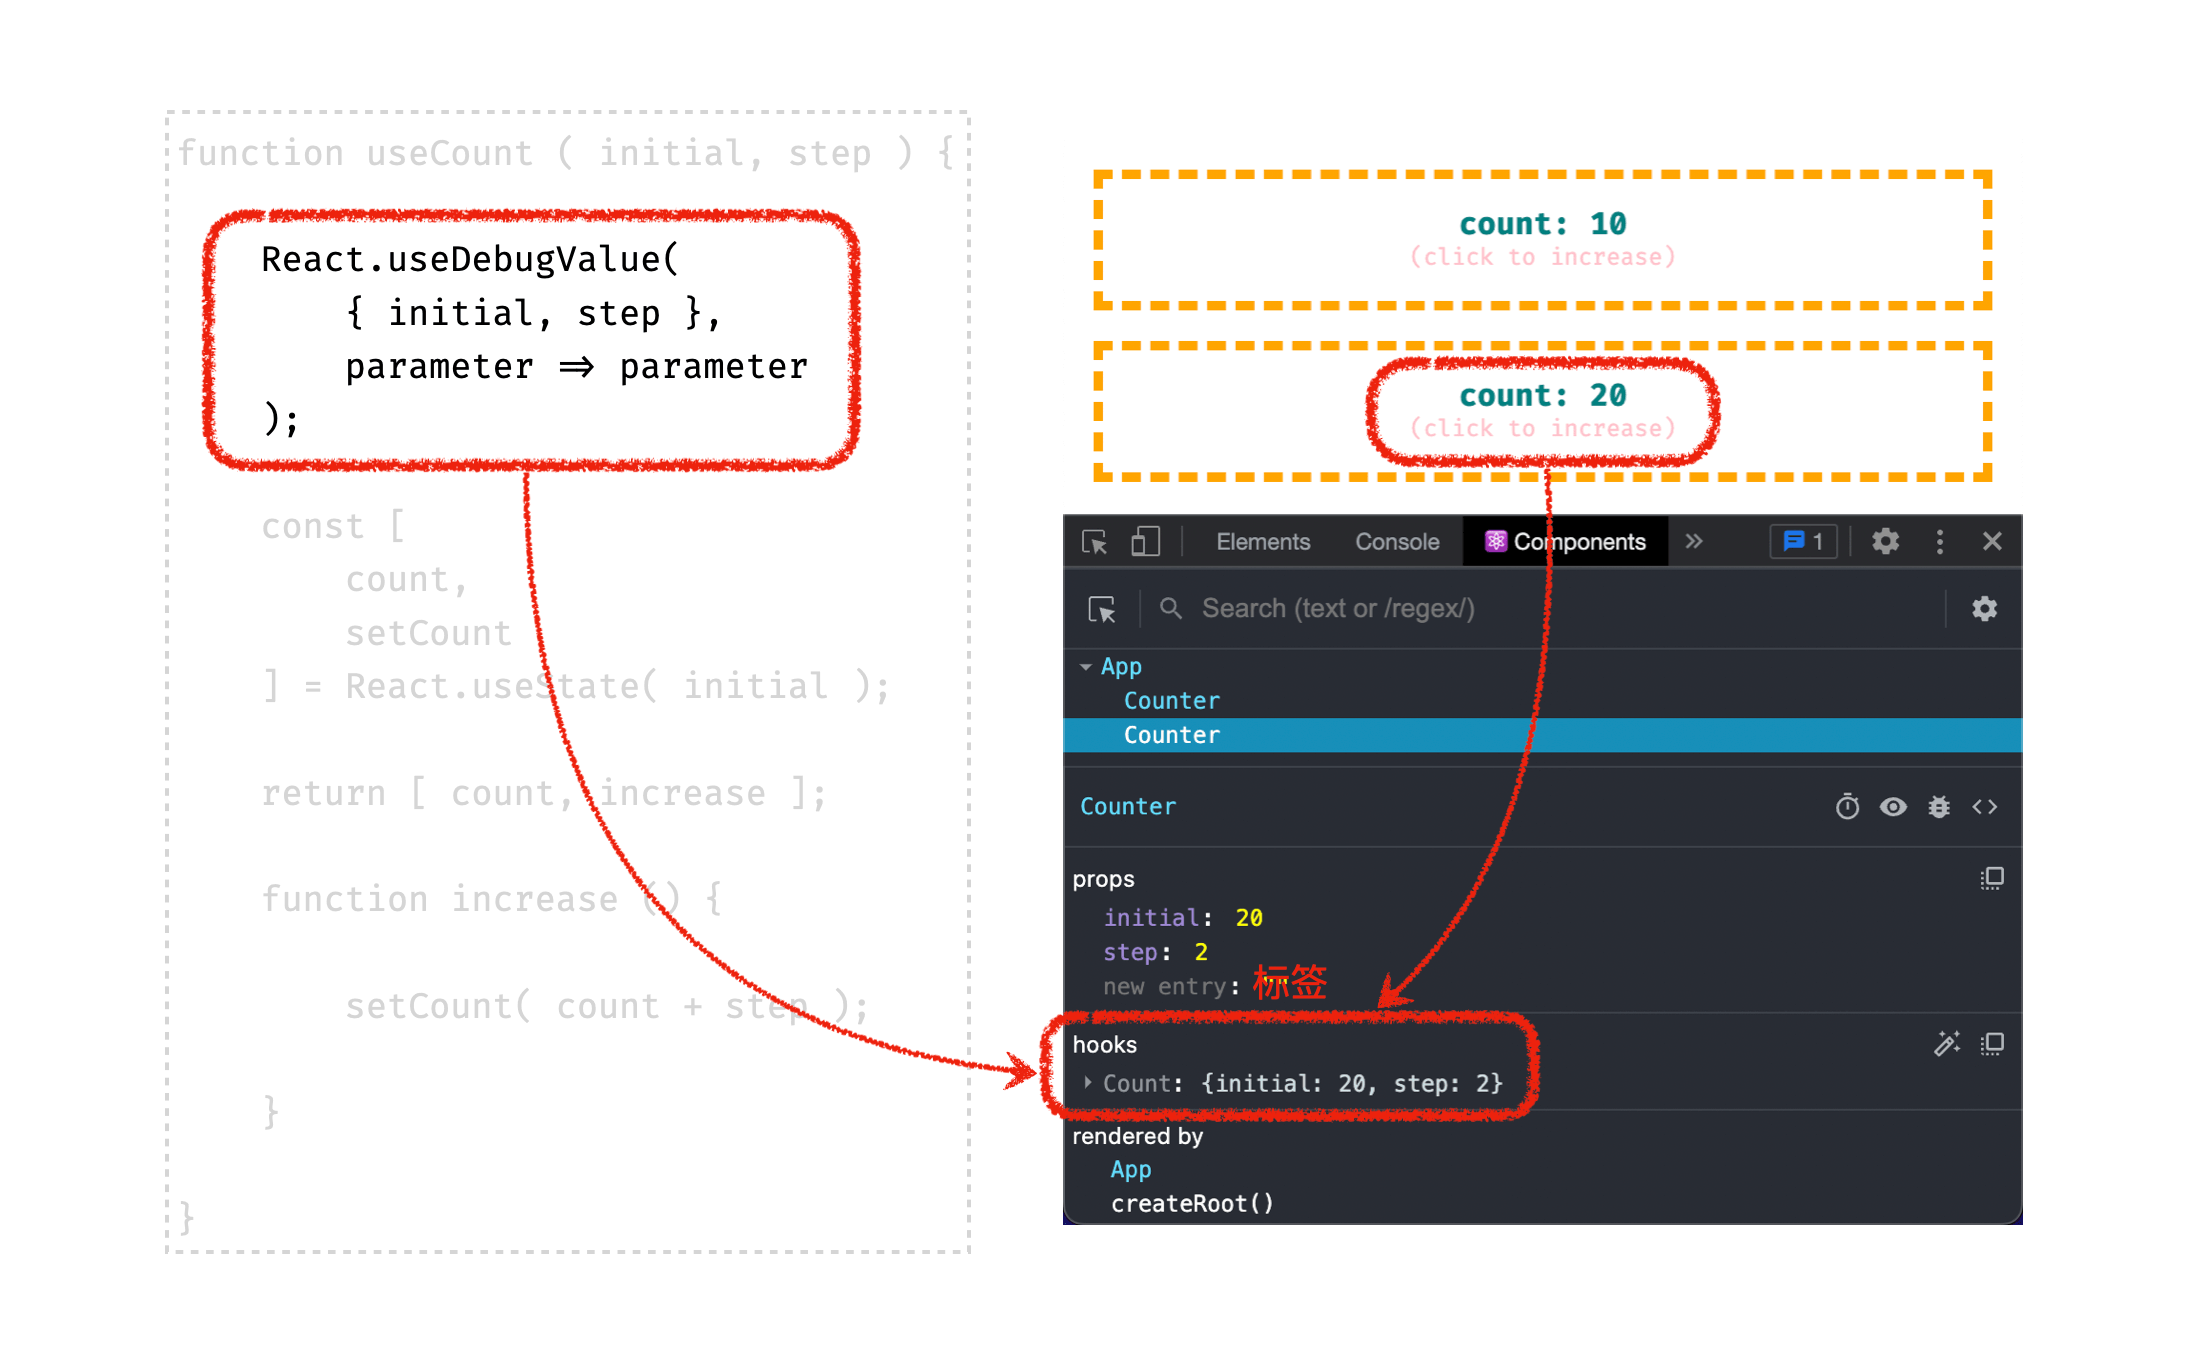 function useCount ( initial, step ) {
React.useDebugValue(
{ initial, step },
parameter => parameter
);
const [
count,
setCount
] = React.useState( initial );
return [ count, increase ];
function increase () {
setCount( count + step );
}
}
count: 10
(click to increase)
count: 20
(click to increase)
Elements Console Components » 1
Search (text or /regex/)
App
Counter
Counter
Counter
props
initial: 20
step: 2
new entry: ""
标签
hooks
Count: {initial: 20, step: 2}
rendered by
App
createRoot()